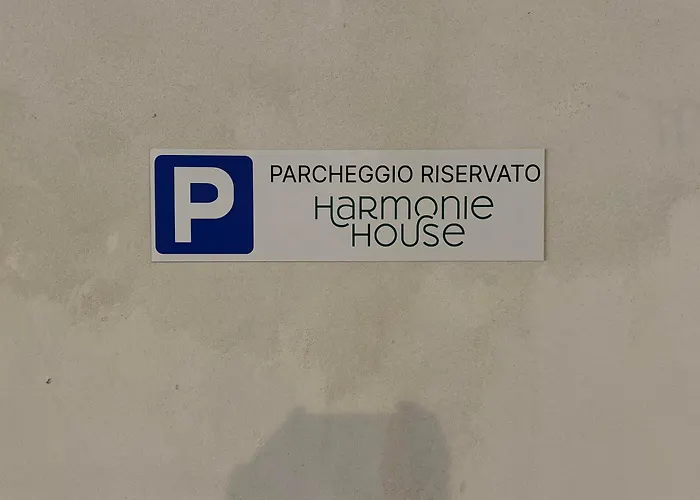 P
PARCHEGGIO RISERVATO
HaRmonie
House